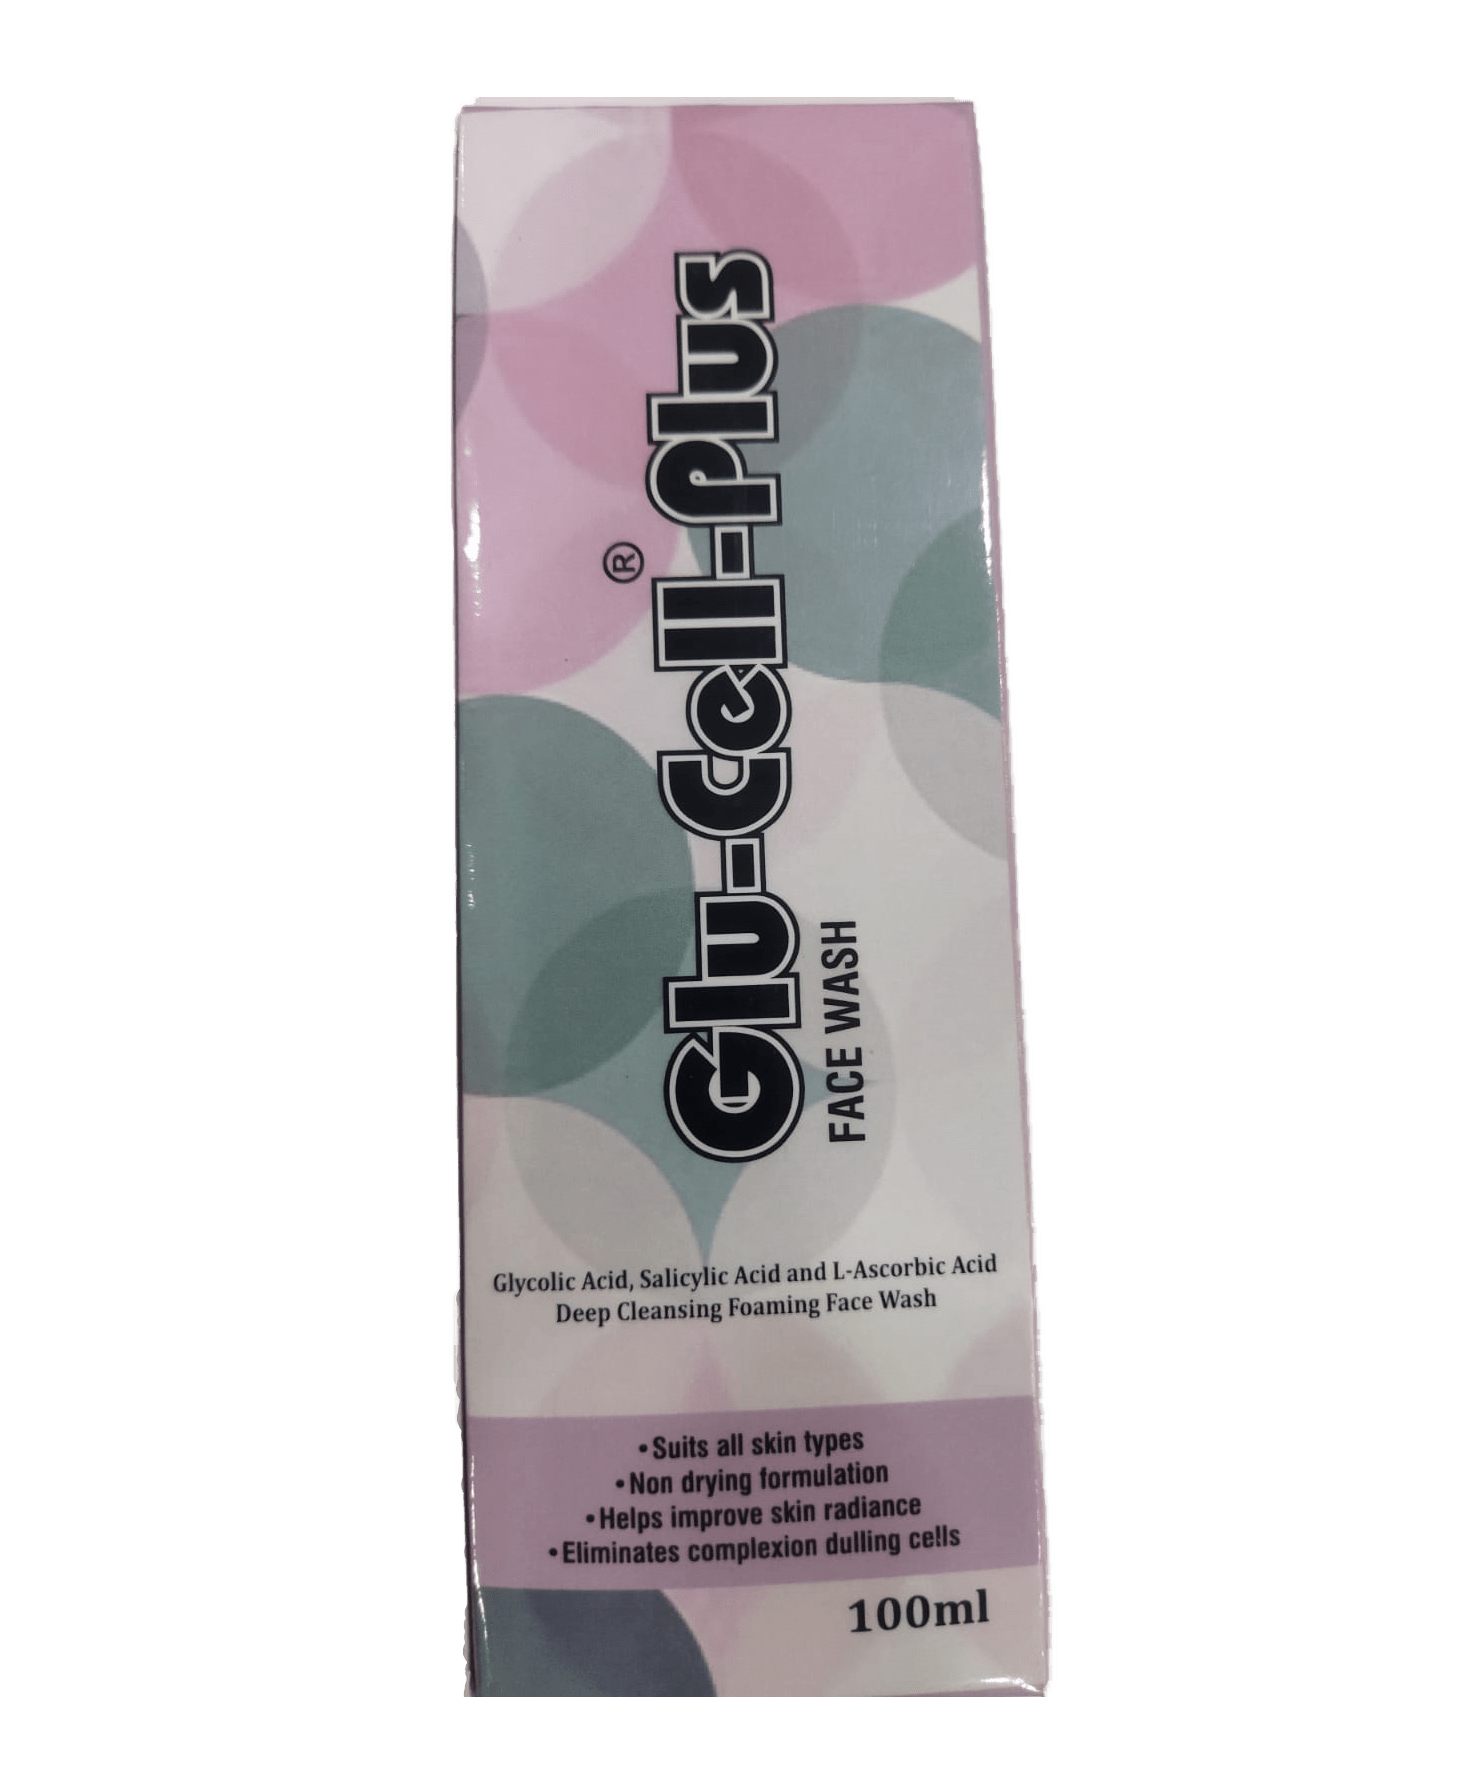 Glu-Cell-Plus®
FACE WASH
Glycolic Acid, Salicylic Acid and L-Ascorbic Acid
Deep Cleansing Foaming Face Wash
• Suits all skin types
• Non drying formulation
• Helps improve skin radiance
• Eliminates complexion dulling cells
100ml